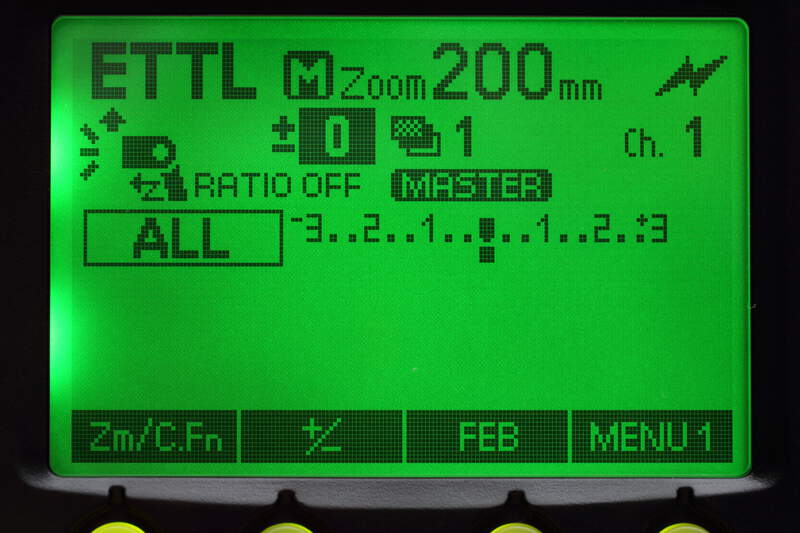 ETTL M Zoom 200mm
± 0 1 Ch. 1
z RATIO OFF MASTER
ALL -3..2..1..0..1..2..+3
Zm/C.Fn +/- FEB MENU 1